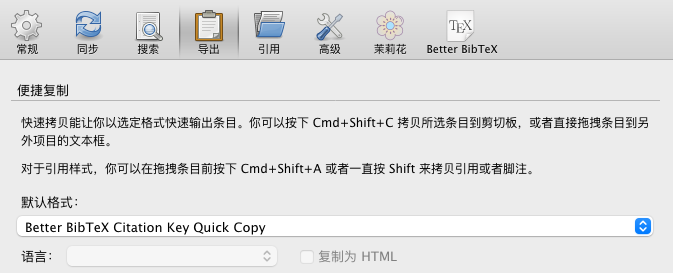 常规 同步 搜索 导出 引用 高级 茉莉花 Better BibTeX
便捷复制
快速拷贝能让你以选定格式快速输出条目。你可以按下 Cmd+Shift+C 拷贝所选条目到剪切板，或者直接拖拽条目到另
外项目的文本框。
对于引用样式，你可以在拖拽条目前按下 Cmd+Shift+A 或者一直按 Shift 来拷贝引用或者脚注。
默认格式：
Better BibTeX Citation Key Quick Copy
语言： 复制为 HTML